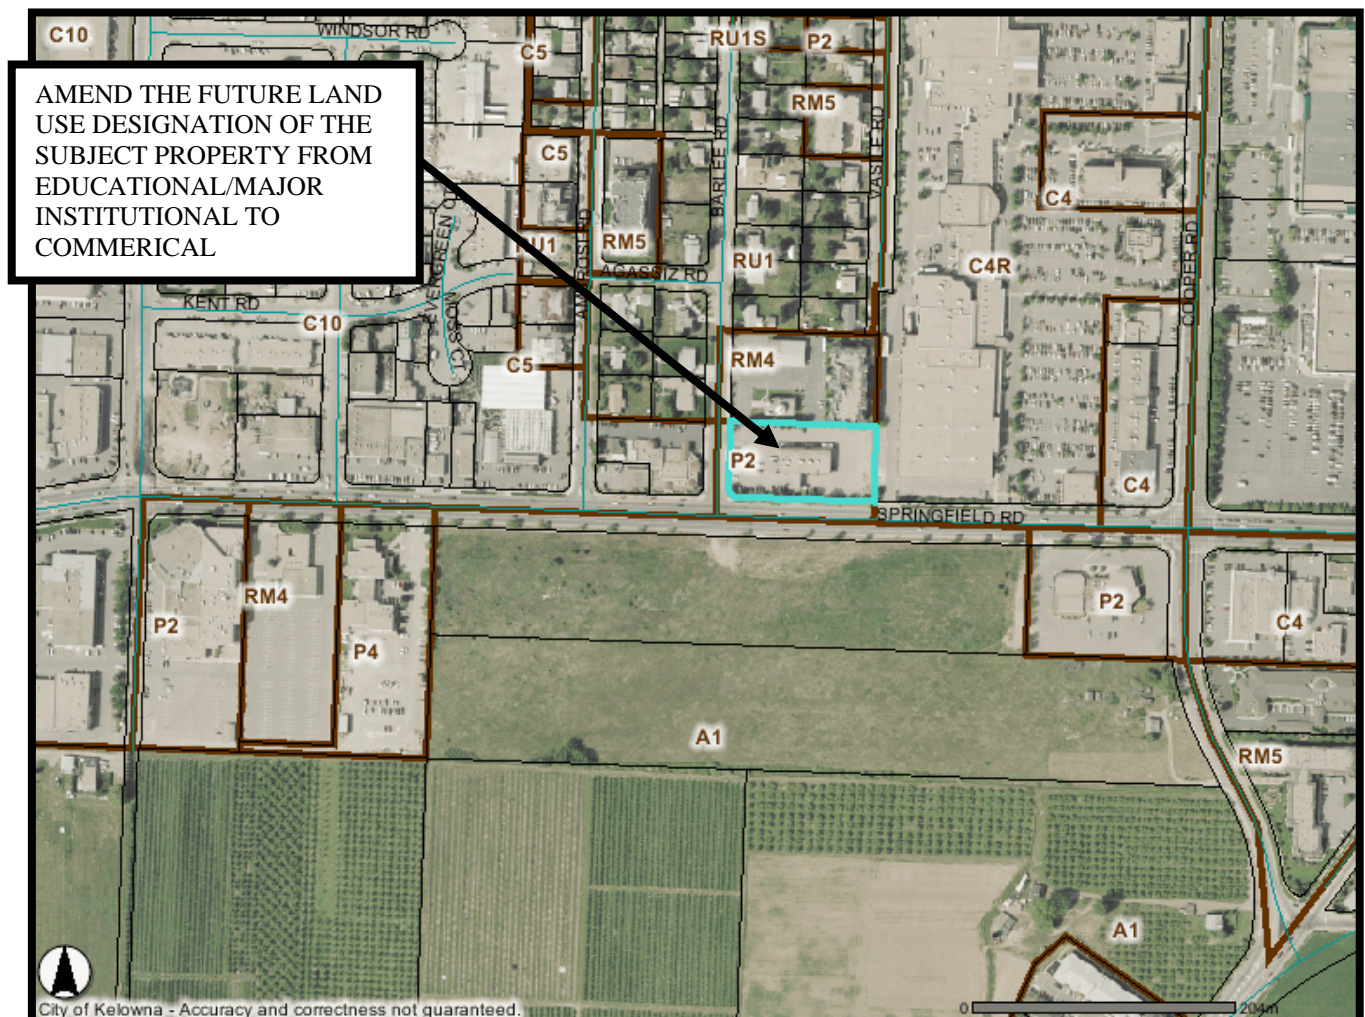 C10
WINDSOR RD
C5
RU1S
P2
AMEND THE FUTURE LAND
USE DESIGNATION OF THE
SUBJECT PROPERTY FROM
EDUCATIONAL/MAJOR
INSTITUTIONAL TO
COMMERICAL
RM5
C5
BARLEE RD
VASILE RD
C4
RM5
RU1
C4R
AGASSIZ RD
COOPER RD
KENT RD
C10
C5
RM4
P2
C4
SPRINGFIELD RD
RM4
P2
P4
P2
C4
A1
RM5
A1
City of Kelowna - Accuracy and correctness not guaranteed.
0
204m